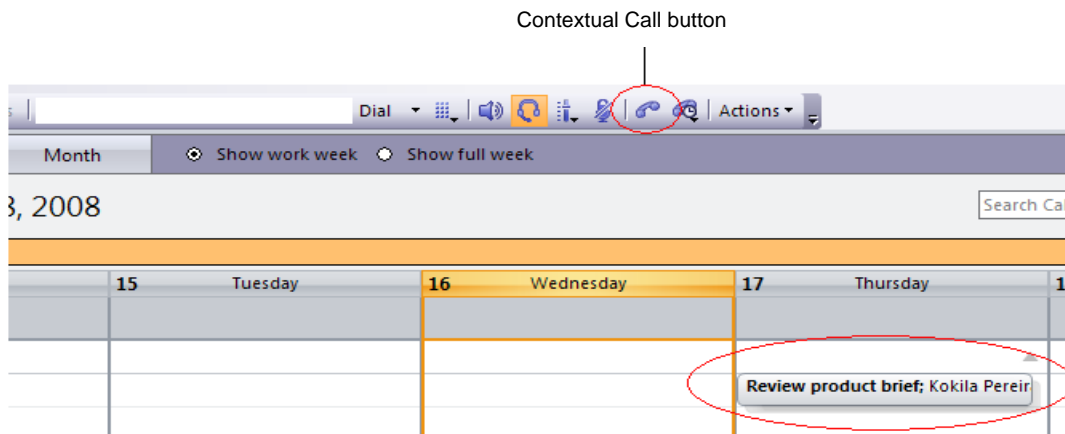 Contextual Call button
Dial Actions
Month Show work week Show full week
, 2008 Search Ca
15 Tuesday 16 Wednesday 17 Thursday 1
Review product brief; Kokila Pereir